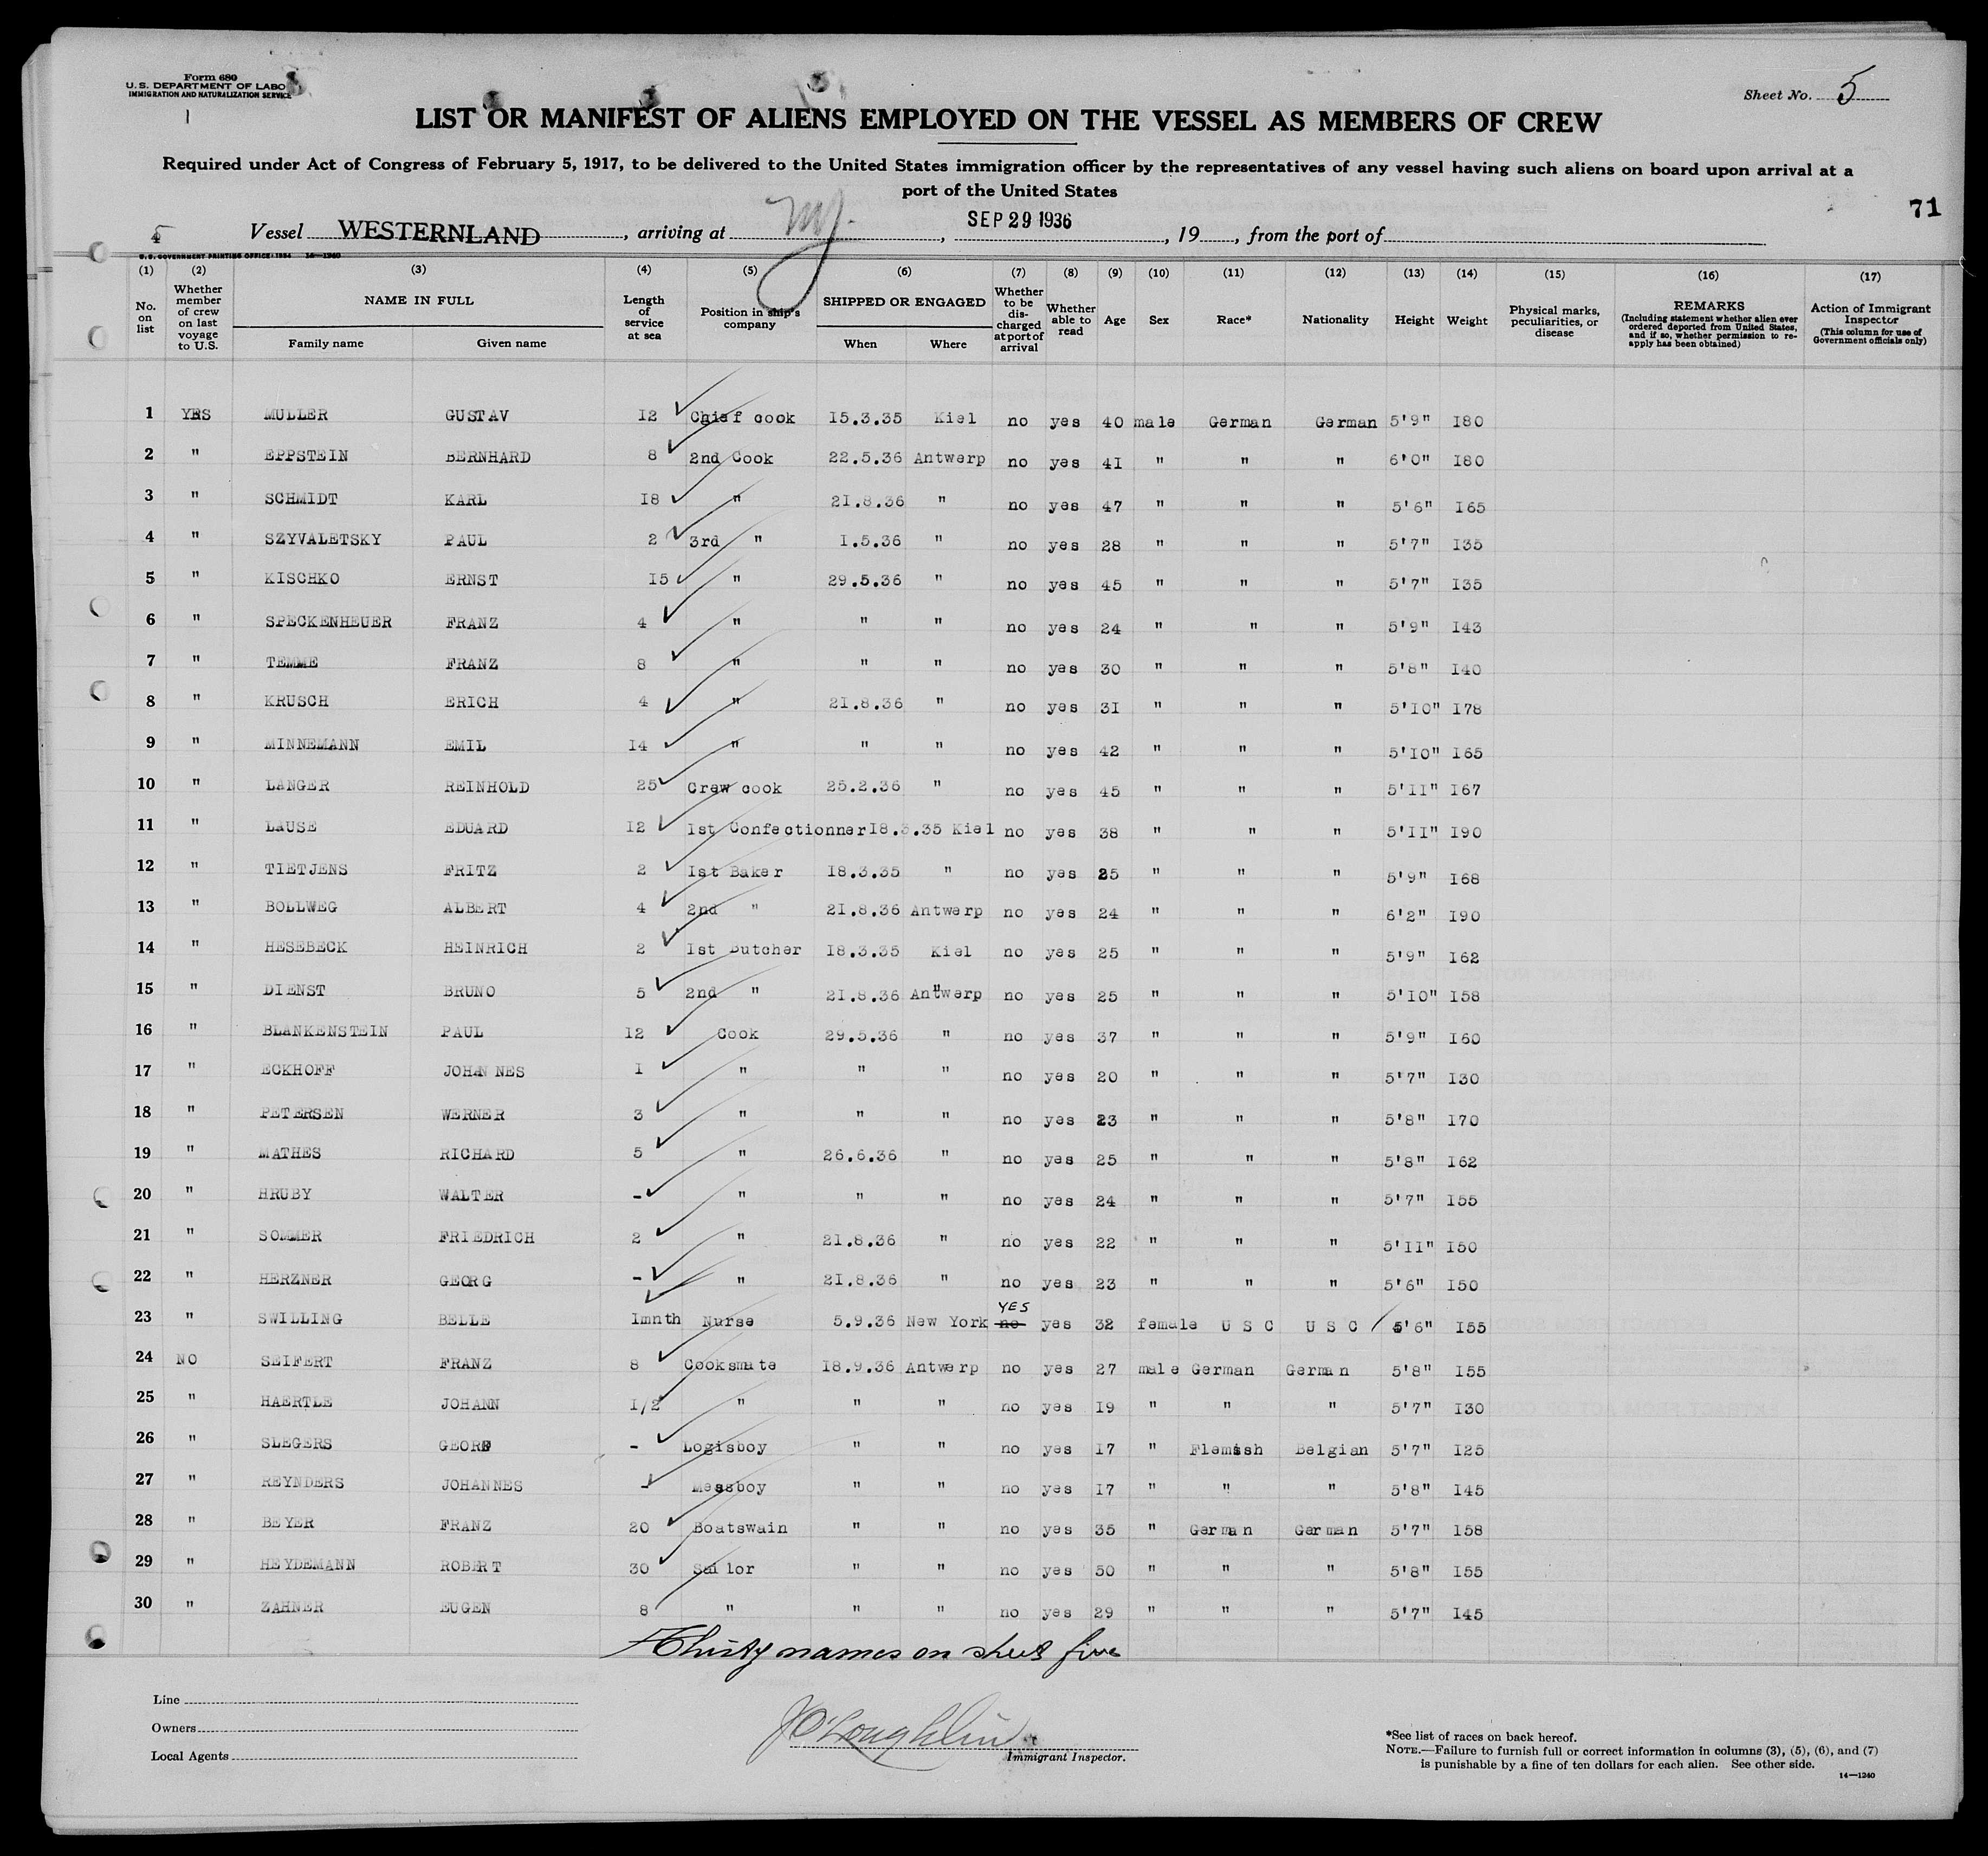 Form 680
U.S. DEPARTMENT OF LABO
IMMIGRATION AND NATURALIZATION SERVICE
Sheet No. 5
LIST OR MANIFEST OF ALIENS EMPLOYED ON THE VESSEL AS MEMBERS OF CREW
Required under Act of Congress of February 5, 1917, to be delivered to the United States immigration officer by the representatives of any vessel having such aliens on board upon arrival at a
port of the United States
71
5 Vessel WESTERNLAND, arriving at NY., SEP 29 1936, 19, from the port of
U.S. GOVERNMENT PRINTING OFFICE: 1934 14—1240
(1) (2) (3) (4) (5) (6) (7) (8) (9) (10) (11) (12) (13) (14) (15) (16) (17)
No. on list Whether member of crew on last voyage to U.S. NAME IN FULL Family name Given name Length of service at sea Position in ship's company SHIPPED OR ENGAGED When Where Whether to be discharged at port of arrival Whether able to read Age Sex Race* Nationality Height Weight Physical marks, peculiarities, or disease REMARKS (Including statement whether alien ever ordered deported from United States, and if so, whether permission to re-apply has been obtained) Action of Immigrant Inspector (This column for use of Government officials only)
1 YES MULLER GUSTAV 12 Chief cook 15.3.35 Kiel no yes 40 male German German 5'9" 180
2 " EPPSTEIN BERNHARD 8 2nd Cook 22.5.36 Antwerp no yes 41 " " " 6'0" 180
3 " SCHMIDT KARL 18 " 21.8.36 " no yes 47 " " " 5'6" 165
4 " SZYVALETSKY PAUL 2 3rd " 1.5.36 " no yes 28 " " " 5'7" 135
5 " KISCHKO ERNST 15 " 29.5.36 " no yes 45 " " " 5'7" 135
6 " SPECKENHEUER FRANZ 4 " " " no yes 24 " " " 5'9" 143
7 " TEMME FRANZ 8 " " " no yes 30 " " " 5'8" 140
8 " KRUSCH ERICH 4 " 21.8.36 " no yes 31 " " " 5'10" 178
9 " MINNEMANN EMIL 14 " " " no yes 42 " " " 5'10" 165
10 " LANGER REINHOLD 25 Crew cook 25.2.36 " no yes 45 " " " 5'11" 167
11 " LAUSE EDUARD 12 1st Confectionner 18.3.35 Kiel no yes 38 " " " 5'11" 190
12 " TIETJENS FRITZ 2 1st Baker 18.3.35 " no yes 25 " " " 5'9" 168
13 " BOLLWEG ALBERT 4 2nd " 21.8.36 Antwerp no yes 24 " " " 6'2" 190
14 " HESEBECK HEINRICH 2 1st Butcher 18.3.35 Kiel no yes 25 " " " 5'9" 162
15 " DIENST BRUNO 5 2nd " 21.8.36 Antwerp no yes 25 " " " 5'10" 158
16 " BLANKENSTEIN PAUL 12 Cook 29.5.36 " no yes 37 " " " 5'9" 160
17 " ECKHOFF JOHANNES 1 " " " no yes 20 " " " 5'7" 130
18 " PETERSEN WERNER 3 " " " no yes 23 " " " 5'8" 170
19 " MATHES RICHARD 5 " 26.6.36 " no yes 25 " " " 5'8" 162
20 " HRUBY WALTER - " " " no yes 24 " " " 5'7" 155
21 " SOMMER FRIEDRICH 2 " 21.8.36 " no yes 22 " " " 5'11" 150
22 " HERZNER GEORG - " 21.8.36 " no yes 23 " " " 5'6" 150
23 " SWILLING BELLE 1mnth Nurse 5.9.36 New York no YES yes 32 female U S C U S C 5'6" 155
24 NO SEIFERT FRANZ 8 Cooksmate 18.9.36 Antwerp no yes 27 male German German 5'8" 155
25 " HAERTLE JOHANN 1/2 " " " no yes 19 " " " 5'7" 130
26 " SLEGERS GEORG - Logisboy " " no yes 17 " Flemish Belgian 5'7" 125
27 " REYNDERS JOHANNES - Messboy " " no yes 17 " " " 5'8" 145
28 " BEYER FRANZ 20 Boatswain " " no yes 35 " German German 5'7" 158
29 " HEYDEMANN ROBERT 30 Sailor " " no yes 50 " " " 5'8" 155
30 " ZAHNER EUGEN 8 " " " no yes 29 " " " 5'7" 145
Thirty names on sheet five
Line
Owners
Local Agents
J O'Loughlin
Immigrant Inspector.
*See list of races on back hereof.
NOTE.—Failure to furnish full or correct information in columns (3), (5), (6), and (7)
is punishable by a fine of ten dollars for each alien. See other side.
14—1240